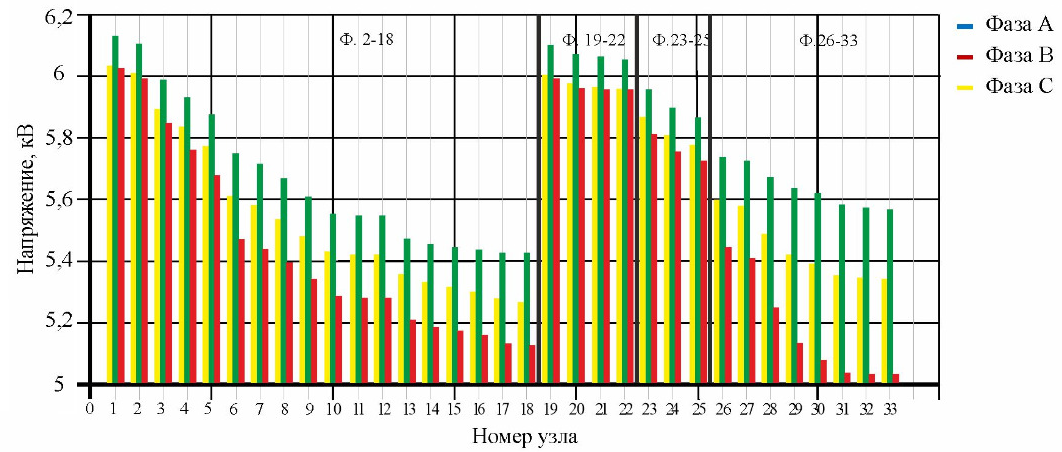 6,2
6
5,8
5,6
5,4
5,2
5
Напряжение, кВ
Ф. 2-18
Ф. 19-22
Ф.23-25
Ф.26-33
Фаза A
Фаза B
Фаза C
0 1 2 3 4 5 6 7 8 9 10 11 12 13 14 15 16 17 18 19 20 21 22 23 24 25 26 27 28 29 30 31 32 33
Номер узла